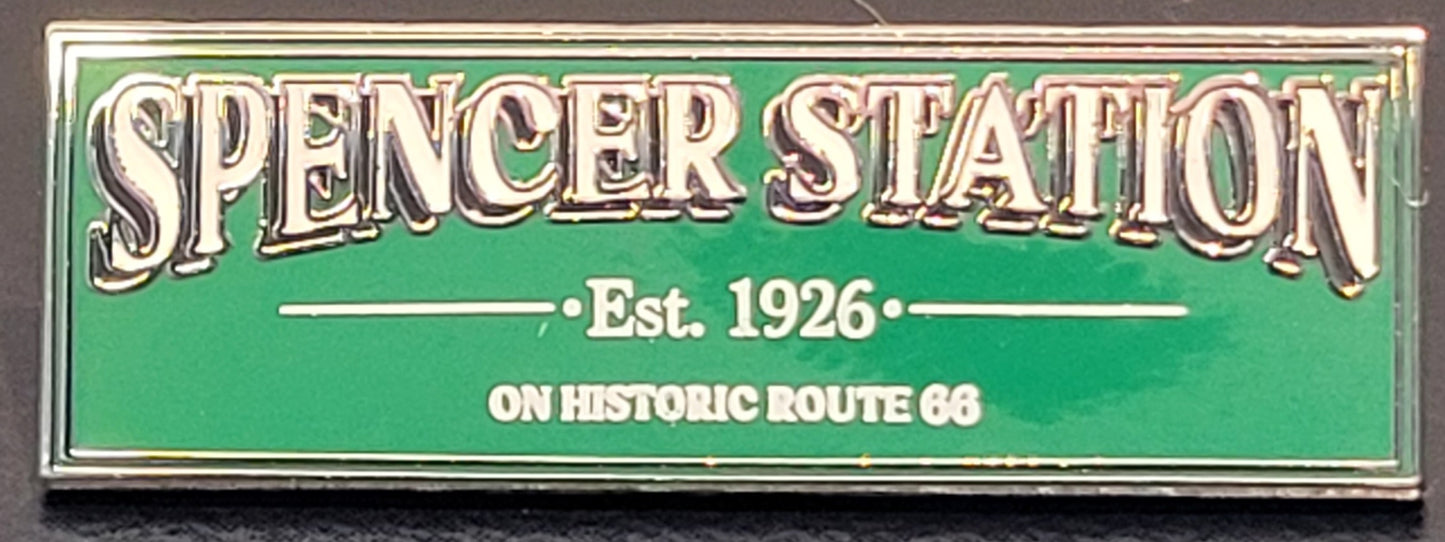 SPENCER STATION
•Est. 1926•
ON HISTORIC ROUTE 66